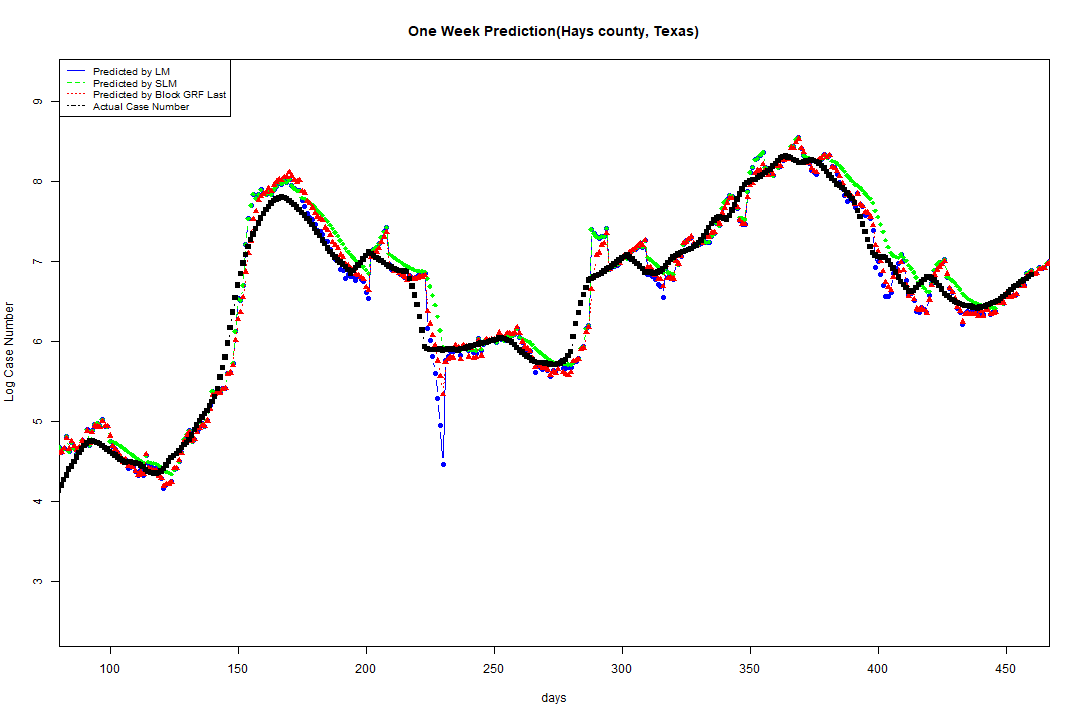 One Week Prediction(Hays county, Texas)
Predicted by LM
Predicted by SLM
Predicted by Block GRF Last
Actual Case Number
9
8
7
6
5
4
3
Log Case Number
100 150 200 250 300 350 400 450
days